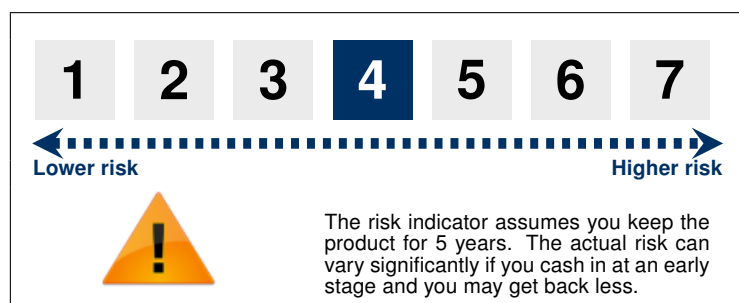 1 2 3 4 5 6 7
Lower risk Higher risk
!
The risk indicator assumes you keep the
product for 5 years. The actual risk can
vary significantly if you cash in at an early
stage and you may get back less.